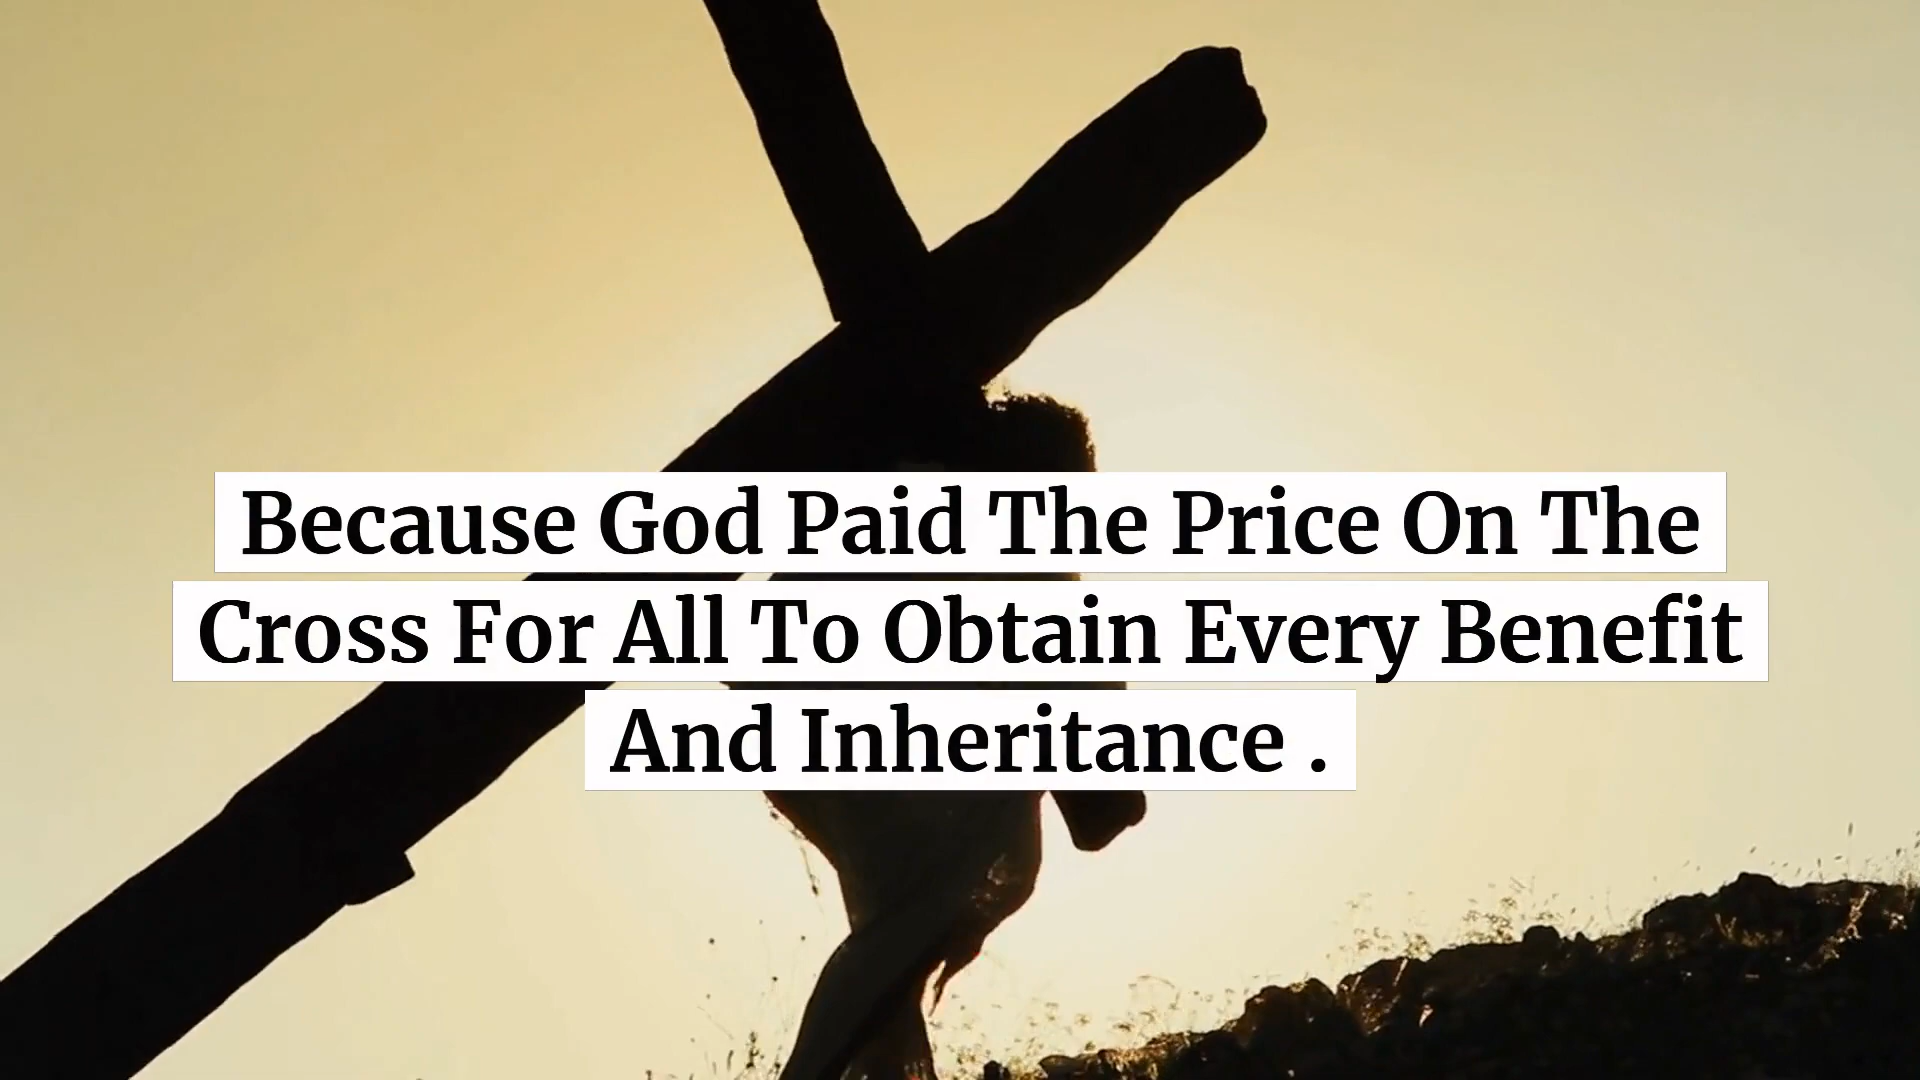 Because God Paid The Price On The
Cross For All To Obtain Every Benefit
And Inheritance .